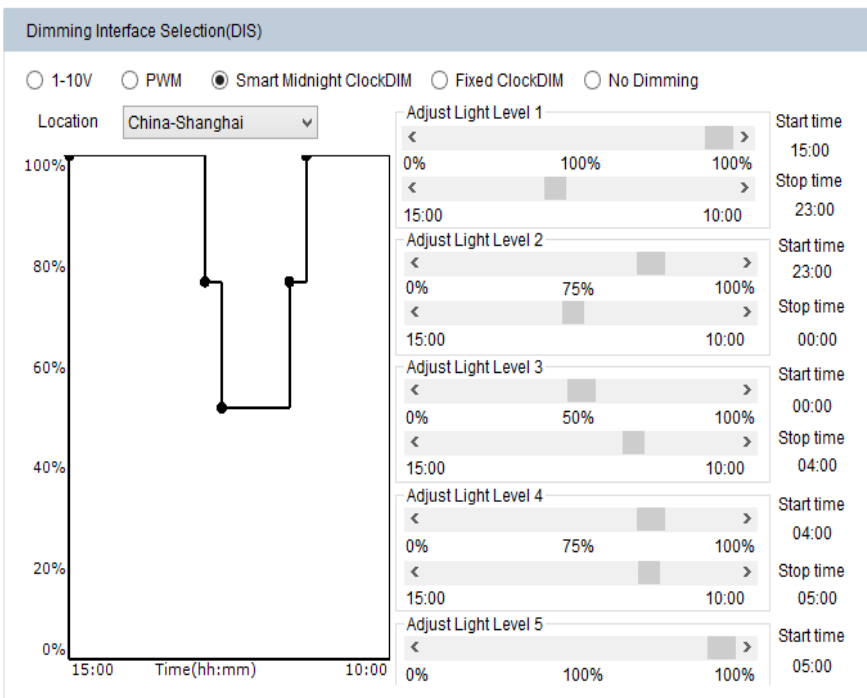 Dimming Interface Selection(DIS)
1-10V PWM Smart Midnight ClockDIM Fixed ClockDIM No Dimming
Location China-Shanghai
100%
80%
60%
40%
20%
0%
15:00 Time(hh:mm) 10:00
Adjust Light Level 1
0% 100% 100%
15:00 10:00
Start time
15:00
Stop time
23:00
Adjust Light Level 2
0% 75% 100%
15:00 10:00
Start time
23:00
Stop time
00:00
Adjust Light Level 3
0% 50% 100%
15:00 10:00
Start time
00:00
Stop time
04:00
Adjust Light Level 4
0% 75% 100%
15:00 10:00
Start time
04:00
Stop time
05:00
Adjust Light Level 5
0% 100% 100%
Start time
05:00